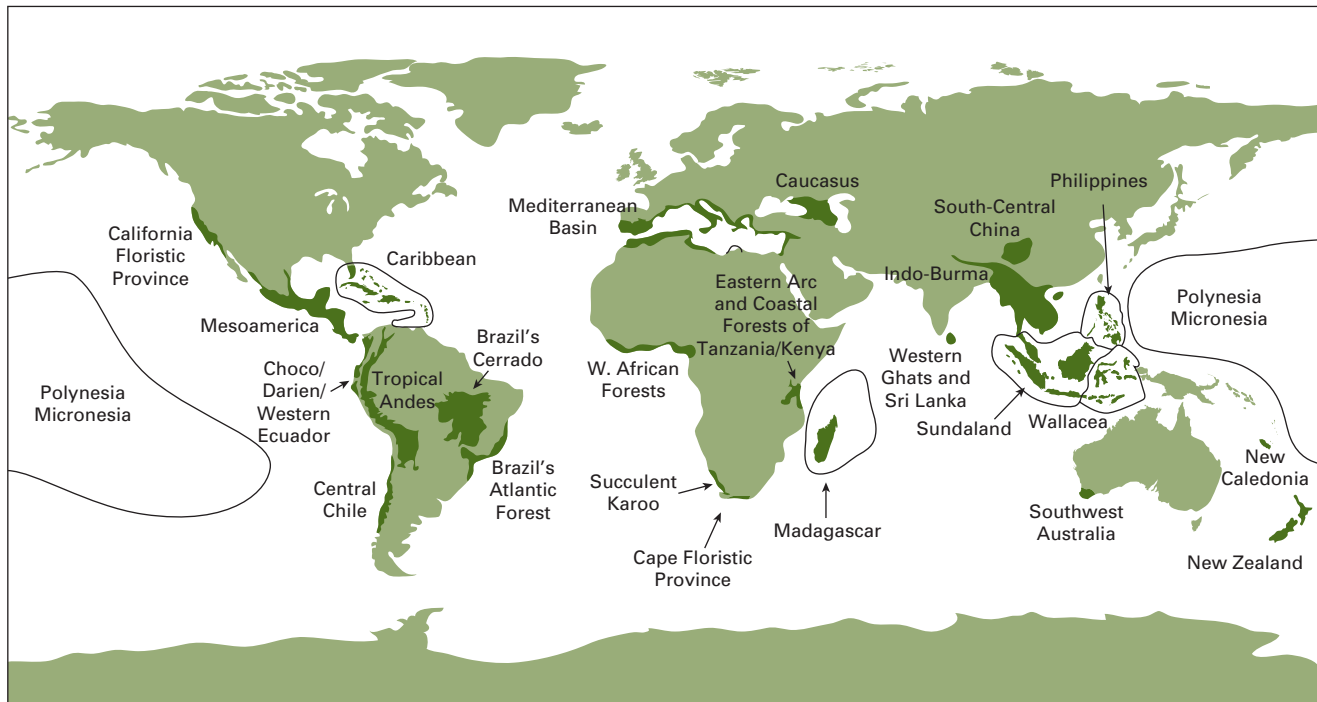 Caucasus
Philippines
Mediterranean
Basin
South-Central
China
California
Floristic
Province
Caribbean
Indo-Burma
Eastern Arc
and Coastal
Forests of
Tanzania/Kenya
Polynesia
Micronesia
Mesoamerica
Brazil's
Cerrado
W. African
Forests
Western
Ghats and
Sri Lanka
Choco/
Darien/
Western
Ecuador
Tropical
Andes
Polynesia
Micronesia
Sundaland
Wallacea
New
Caledonia
Brazil's
Atlantic
Forest
Central
Chile
Succulent
Karoo
Madagascar
Southwest
Australia
Cape Floristic
Province
New Zealand